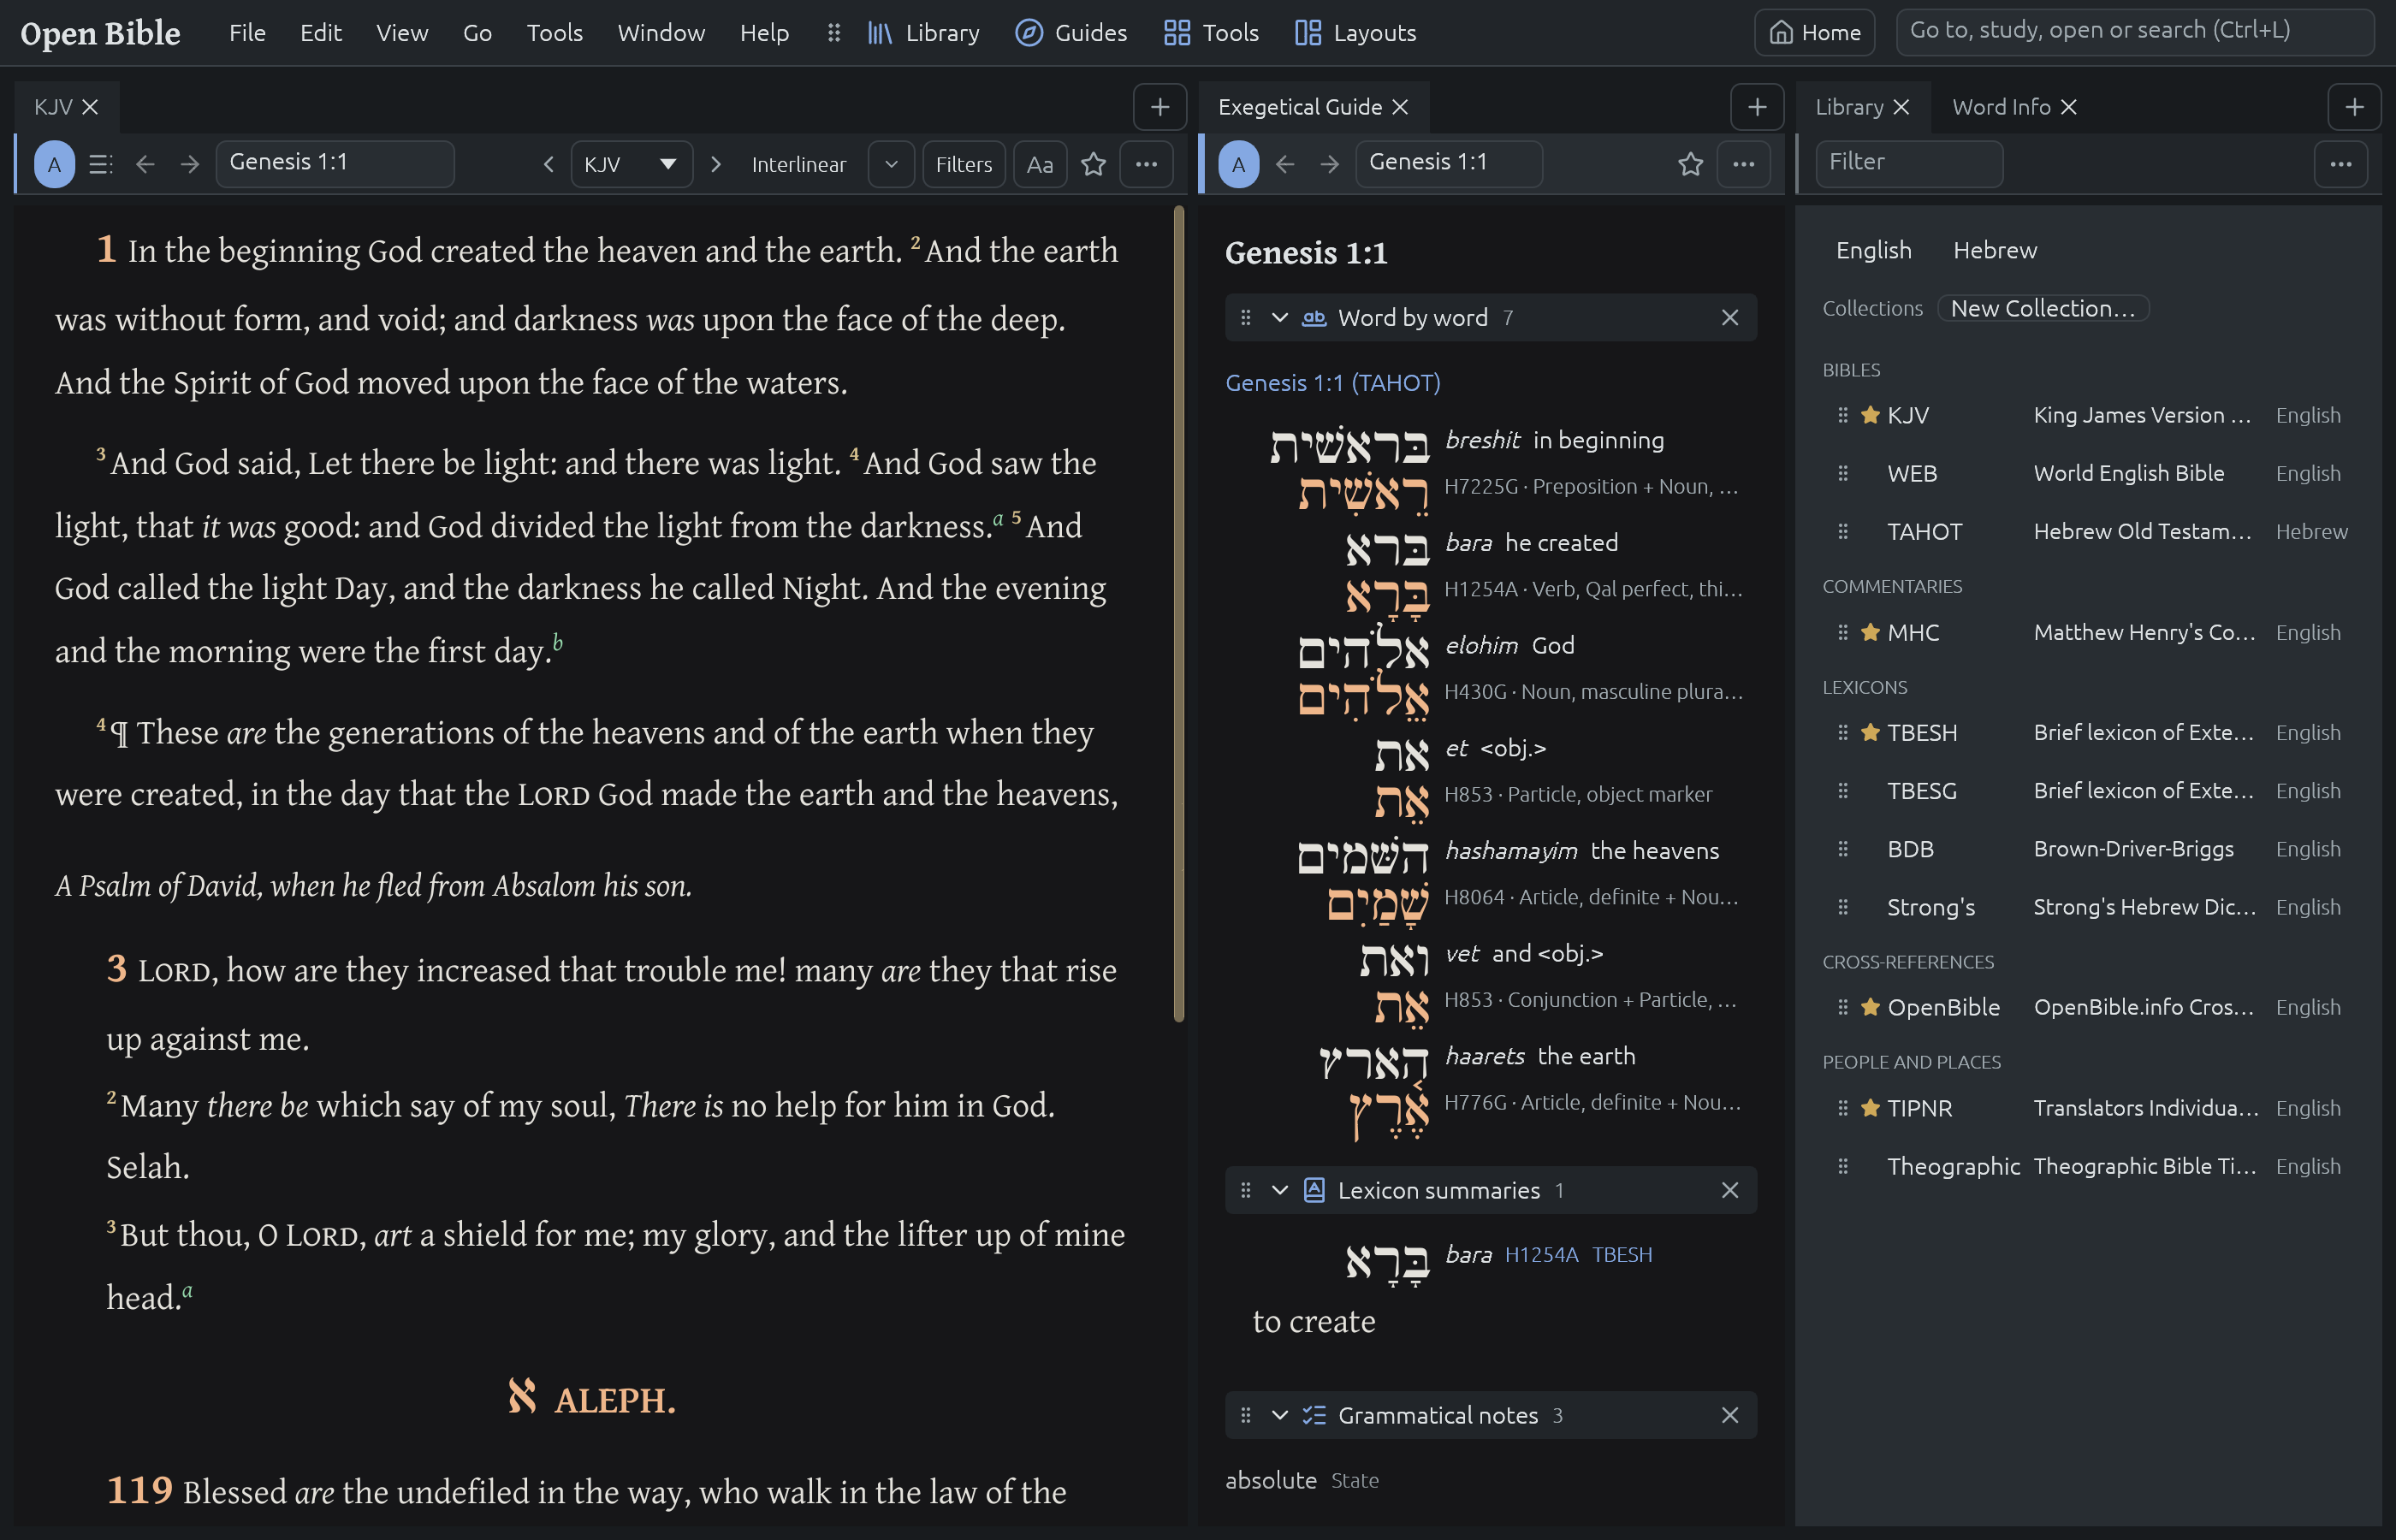 Open Bible File Edit View Go Tools Window Help Library Guides Tools Layouts Home Go to, study, open or search (Ctrl+L)
KJV
A Genesis 1:1 KJV Interlinear Filters Aa
1 In the beginning God created the heaven and the earth. 2 And the earth
was without form, and void; and darkness was upon the face of the deep.
And the Spirit of God moved upon the face of the waters.
3 And God said, Let there be light: and there was light. 4 And God saw the
light, that it was good: and God divided the light from the darkness.a 5 And
God called the light Day, and the darkness he called Night. And the evening
and the morning were the first day.b
4 ¶ These are the generations of the heavens and of the earth when they
were created, in the day that the LORD God made the earth and the heavens,
A Psalm of David, when he fled from Absalom his son.
3 LORD, how are they increased that trouble me! many are they that rise
up against me.
2 Many there be which say of my soul, There is no help for him in God.
Selah.
3 But thou, O LORD, art a shield for me; my glory, and the lifter up of mine
head.a
א ALEPH.
119 Blessed are the undefiled in the way, who walk in the law of the
Exegetical Guide
A Genesis 1:1
Genesis 1:1
Word by word 7
Genesis 1:1 (TAHOT)
בּראשׁית breshit in beginning
רֵאשִׁית H7225G · Preposition + Noun, …
בּרא bara he created
בָּרָא H1254A · Verb, Qal perfect, thi…
אלֹהים elohim God
אֱלֹהִים H430G · Noun, masculine plura…
את et <obj.>
אֵת H853 · Particle, object marker
השּׁמים hashamayim the heavens
שָׁמַיִם H8064 · Article, definite + Nou…
ואת vet and <obj.>
אֵת H853 · Conjunction + Particle, …
הארץ haarets the earth
אֶ֫רֶץ H776G · Article, definite + Nou…
Lexicon summaries 1
בָּרָא bara H1254A TBESH
to create
Grammatical notes 3
absolute State
Library Word Info
Filter
English Hebrew
Collections New Collection…
BIBLES
KJV King James Version … English
WEB World English Bible English
TAHOT Hebrew Old Testam… Hebrew
COMMENTARIES
MHC Matthew Henry's Co… English
LEXICONS
TBESH Brief lexicon of Exte… English
TBESG Brief lexicon of Exte… English
BDB Brown-Driver-Briggs English
Strong's Strong's Hebrew Dic… English
CROSS-REFERENCES
OpenBible OpenBible.info Cros… English
PEOPLE AND PLACES
TIPNR Translators Individua… English
Theographic Theographic Bible Ti… English